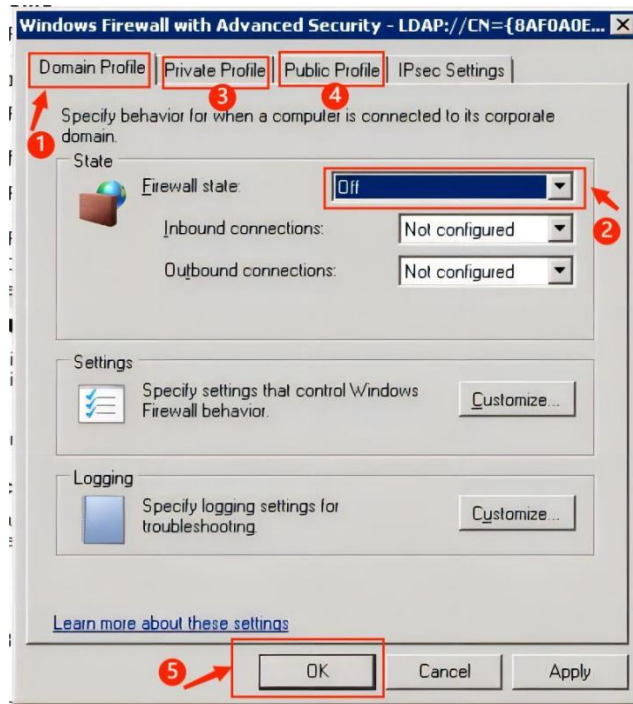 Windows Firewall with Advanced Security - LDAP://CN={8AF0A0E...
Domain Profile Private Profile Public Profile IPsec Settings
1 3 4
Specify behavior for when a computer is connected to its corporate
domain.
State
Firewall state: Off
2
Inbound connections: Not configured
Outbound connections: Not configured
Settings
Specify settings that control Windows
Firewall behavior.
Customize...
Logging
Specify logging settings for
troubleshooting.
Customize...
Learn more about these settings
5
OK Cancel Apply